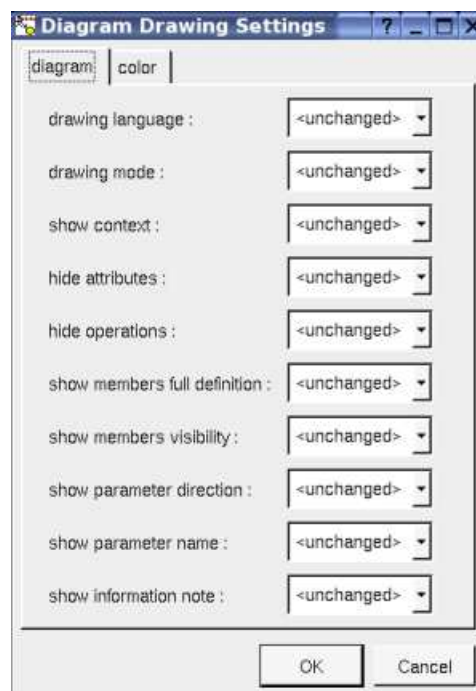 Diagram Drawing Settings
diagram color
drawing language : <unchanged>
drawing mode : <unchanged>
show context : <unchanged>
hide attributes : <unchanged>
hide operations : <unchanged>
show members full definition : <unchanged>
show members visibility : <unchanged>
show parameter direction : <unchanged>
show parameter name : <unchanged>
show information note : <unchanged>
OK Cancel